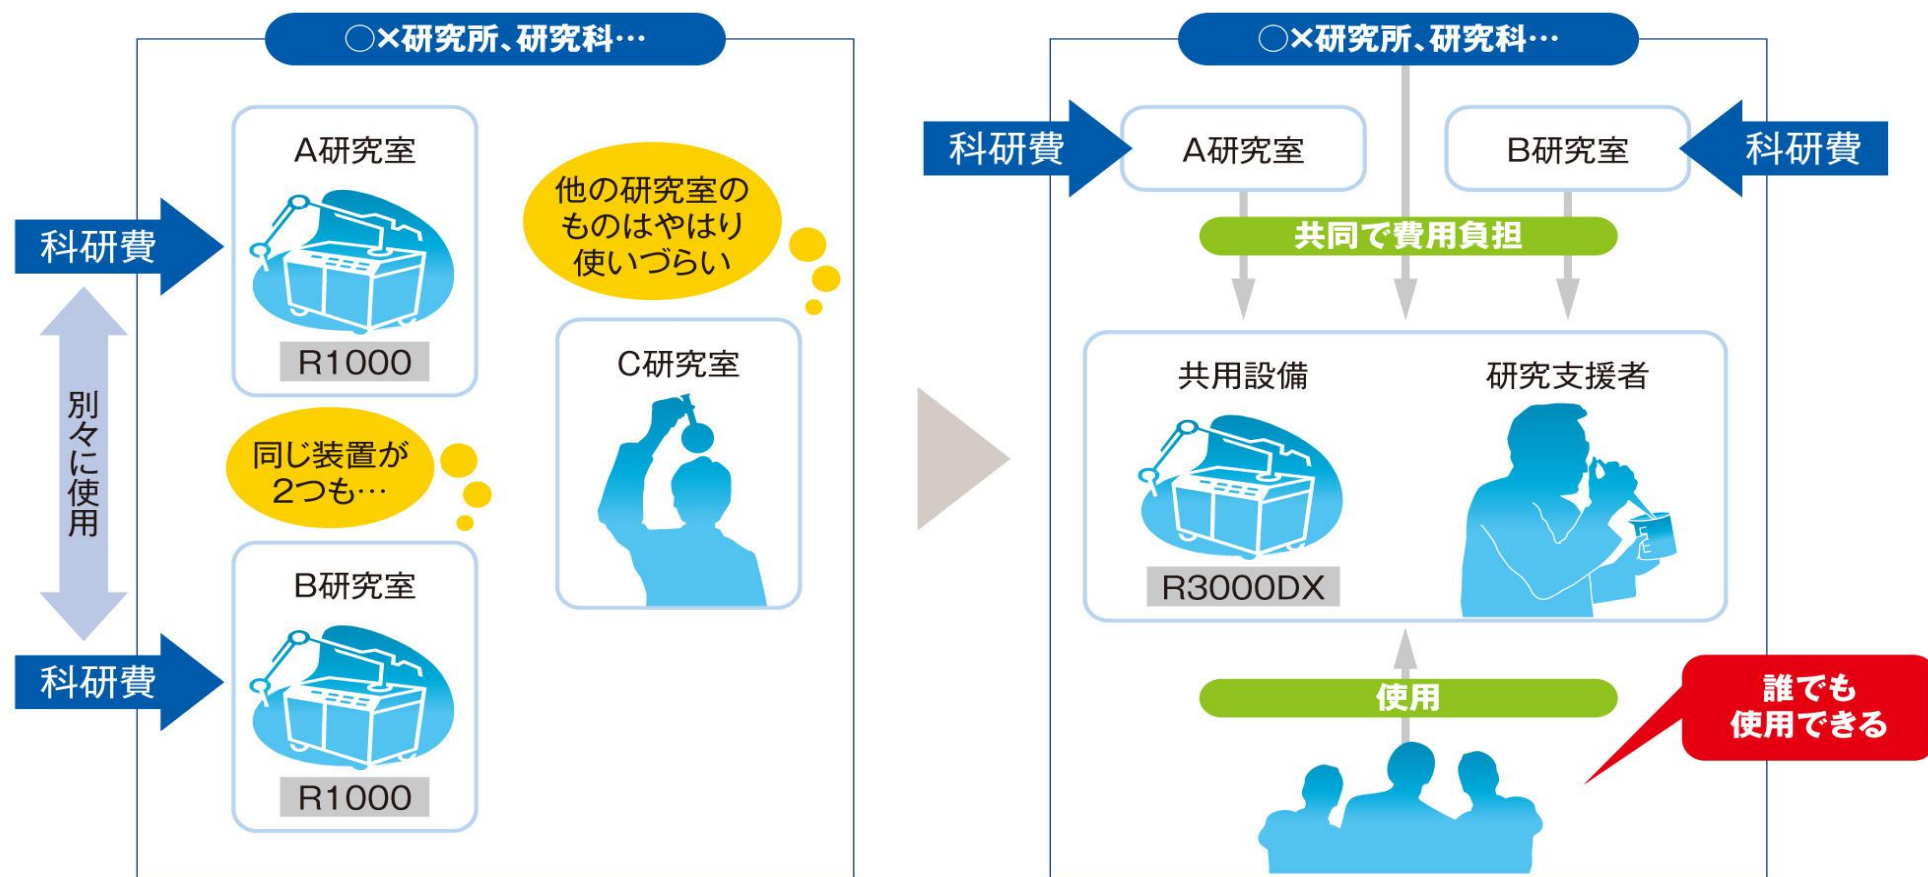 ○×研究所、研究科…
A研究室
科研費
R1000
他の研究室の
ものはやはり
使いづらい
C研究室
別々に使用
同じ装置が
2つも…
B研究室
科研費
R1000
○×研究所、研究科…
科研費
A研究室
B研究室
科研費
共同で費用負担
共用設備
研究支援者
R3000DX
使用
誰でも
使用できる